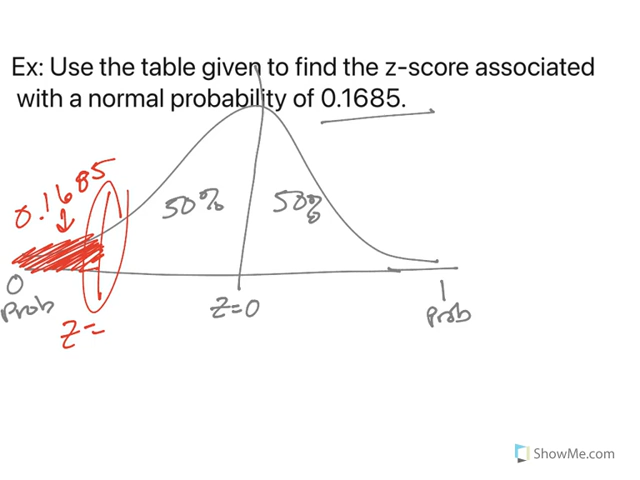 Ex: Use the table given to find the z-score associated
with a normal probability of 0.1685.
0.1685
50%
50%
0
Prob
z=
z=0
1
Prob
ShowMe.com